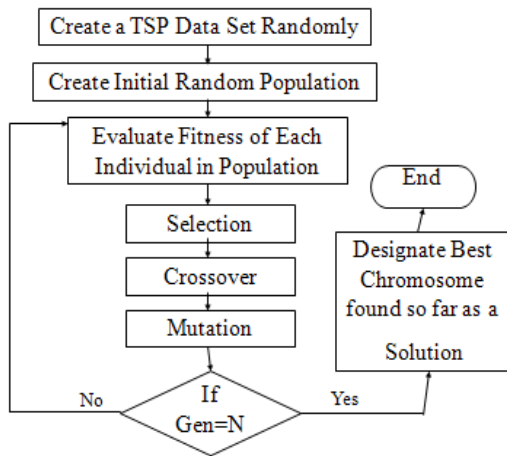 Create a TSP Data Set Randomly
Create Initial Random Population
Evaluate Fitness of Each
Individual in Population
Selection
Crossover
Mutation
If
Gen=N
No
Yes
Designate Best
Chromosome
found so far as a
Solution
End